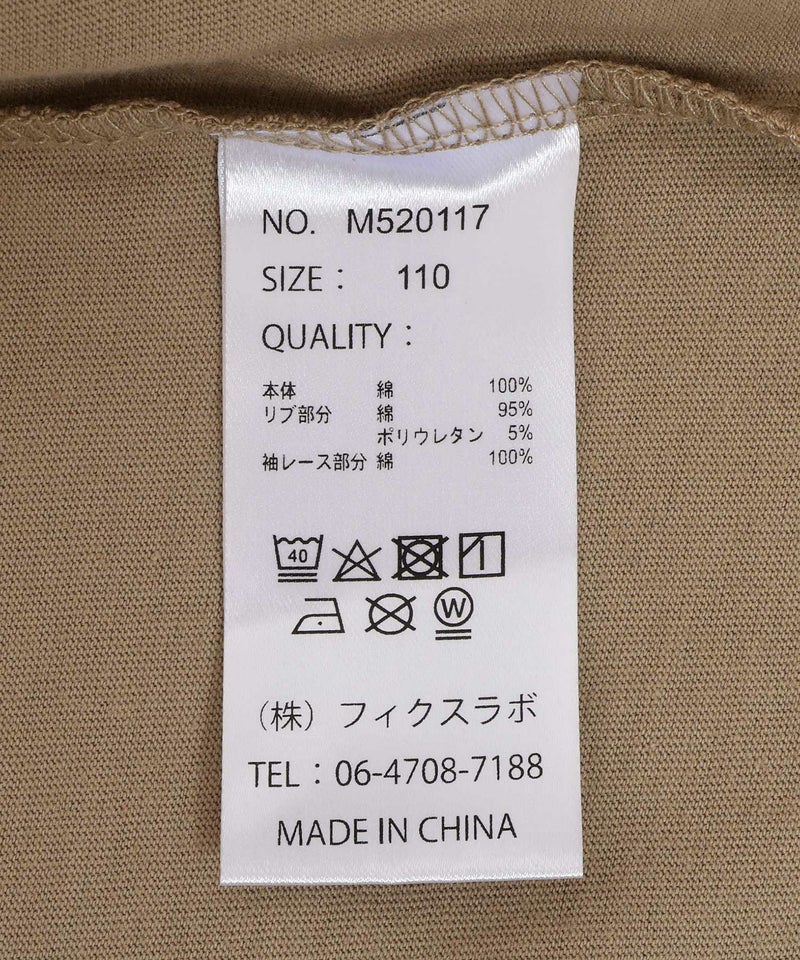 NO. M520117
SIZE： 110
QUALITY：
本体 綿 100%
リブ部分 綿 95%
ポリウレタン 5%
袖レース部分 綿 100%
40
W
（株）フィクスラボ
TEL：06-4708-7188
MADE IN CHINA